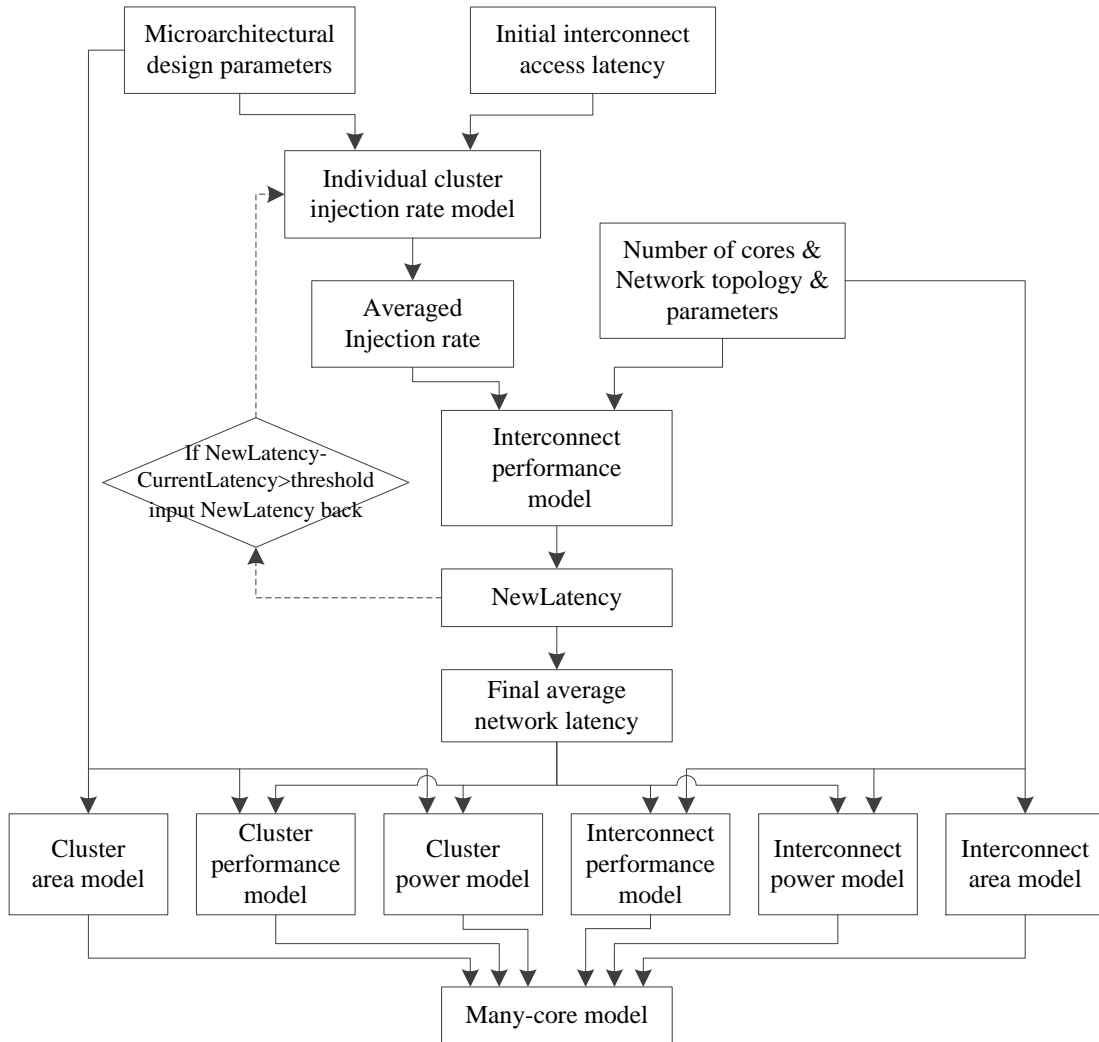 Microarchitectural
design parameters
Initial interconnect
access latency
Individual cluster
injection rate model
Number of cores &
Network topology &
parameters
Averaged
Injection rate
If NewLatency-
CurrentLatency>threshold
input NewLatency back
Interconnect
performance
model
NewLatency
Final average
network latency
Cluster
area model
Cluster
performance
model
Cluster
power model
Interconnect
performance
model
Interconnect
power model
Interconnect
area model
Many-core model